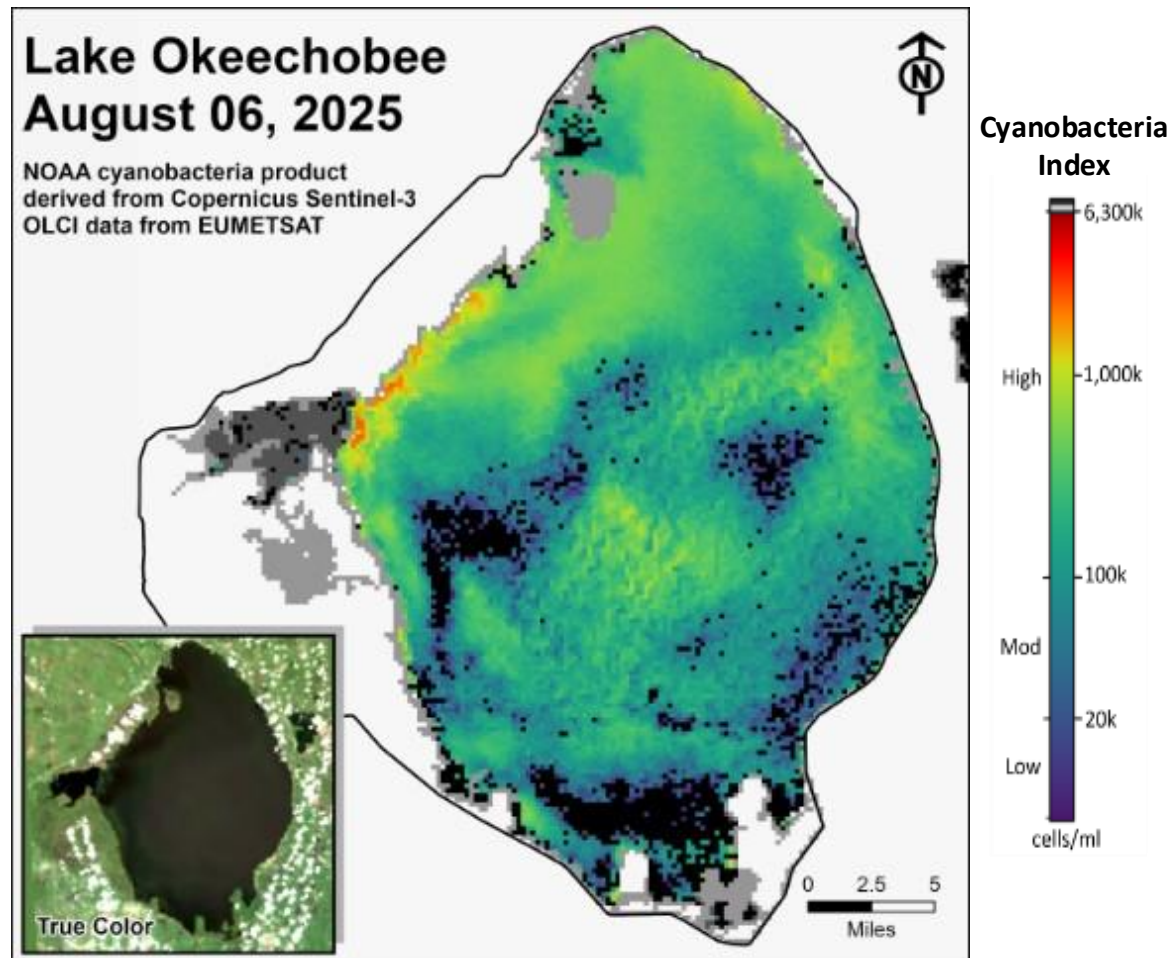 Lake Okeechobee
August 06, 2025
NOAA cyanobacteria product
derived from Copernicus Sentinel-3
OLCI data from EUMETSAT
N
Cyanobacteria
Index
6,300k
High
1,000k
100k
Mod
20k
Low
cells/ml
0 2.5 5
Miles
True Color